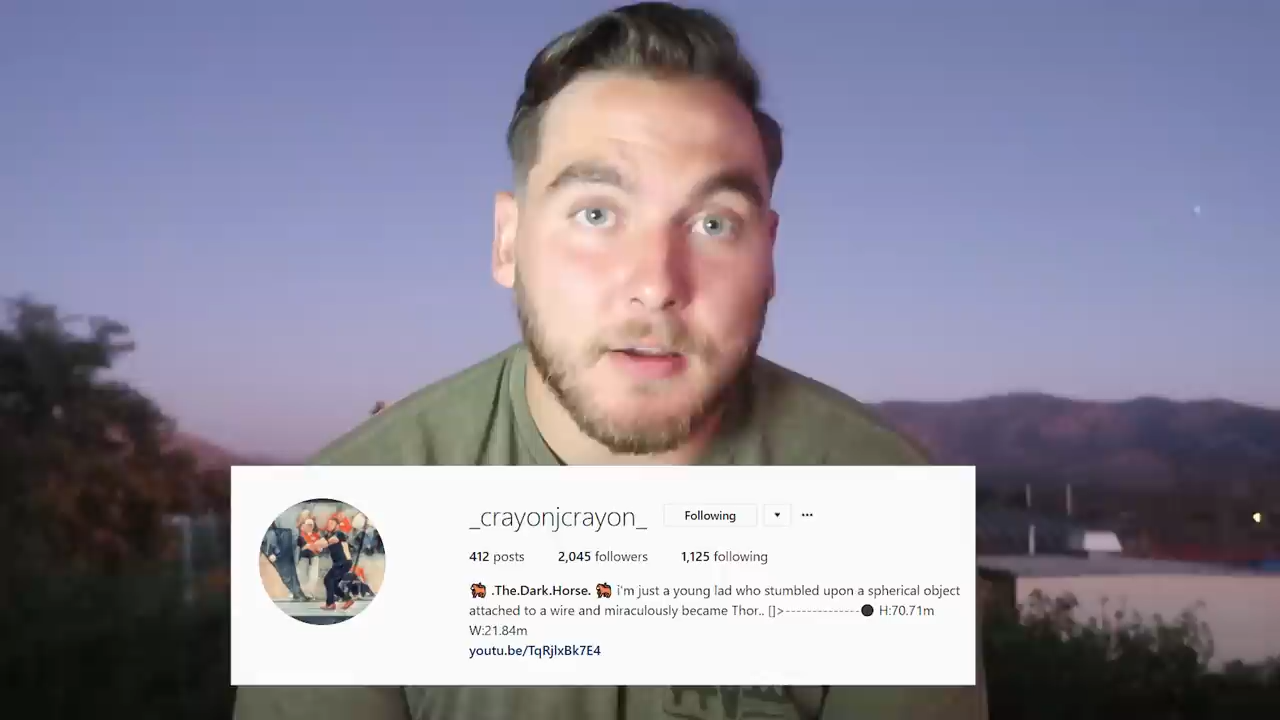 _crayonjcrayon_ Following
412 posts 2,045 followers 1,125 following
.The.Dark.Horse. i'm just a young lad who stumbled upon a spherical object
attached to a wire and miraculously became Thor.. []>-------------⚫ H:70.71m
W:21.84m
youtu.be/TqRjlxBk7E4